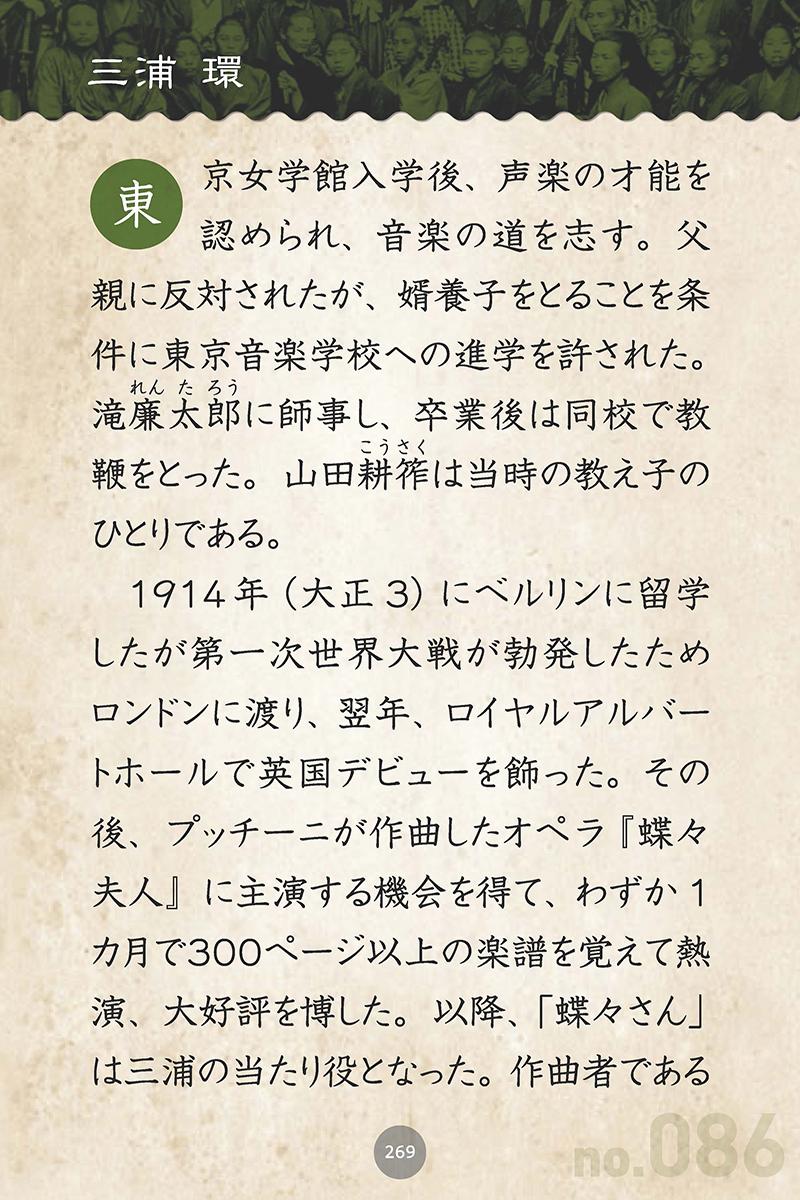 三浦 環
東京女学館入学後、声楽の才能を
認められ、音楽の道を志す。父
親に反対されたが、婿養子をとることを条
件に東京音楽学校への進学を許された。
れん た ろう
滝廉太郎に師事し、卒業後は同校で教
こうさく
鞭をとった。山田耕筰は当時の教え子の
ひとりである。
1914年(大正3)にベルリンに留学
したが第一次世界大戦が勃発したため
ロンドンに渡り、翌年、ロイヤルアルバー
トホールで英国デビューを飾った。その
後、プッチーニが作曲したオペラ『蝶々
夫人』に主演する機会を得て、わずか1
カ月で300ページ以上の楽譜を覚えて熱
演、大好評を博した。以降、「蝶々さん」
は三浦の当たり役となった。作曲者である
269
no.086